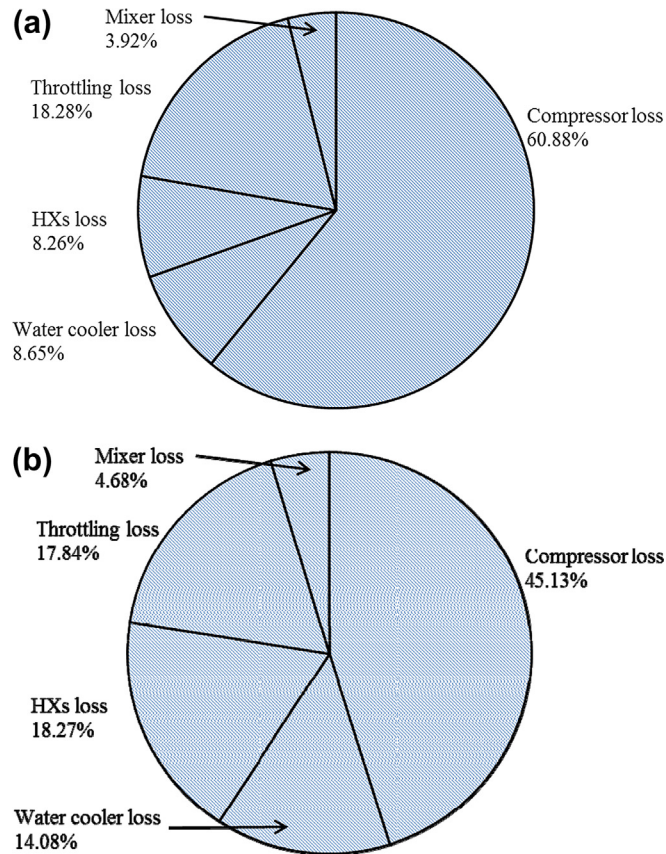 (a)
Mixer loss
3.92%
Throttling loss
18.28%
Compressor loss
60.88%
HXs loss
8.26%
Water cooler loss
8.65%
(b)
Mixer loss
4.68%
Throttling loss
17.84%
Compressor loss
45.13%
HXs loss
18.27%
Water cooler loss
14.08%